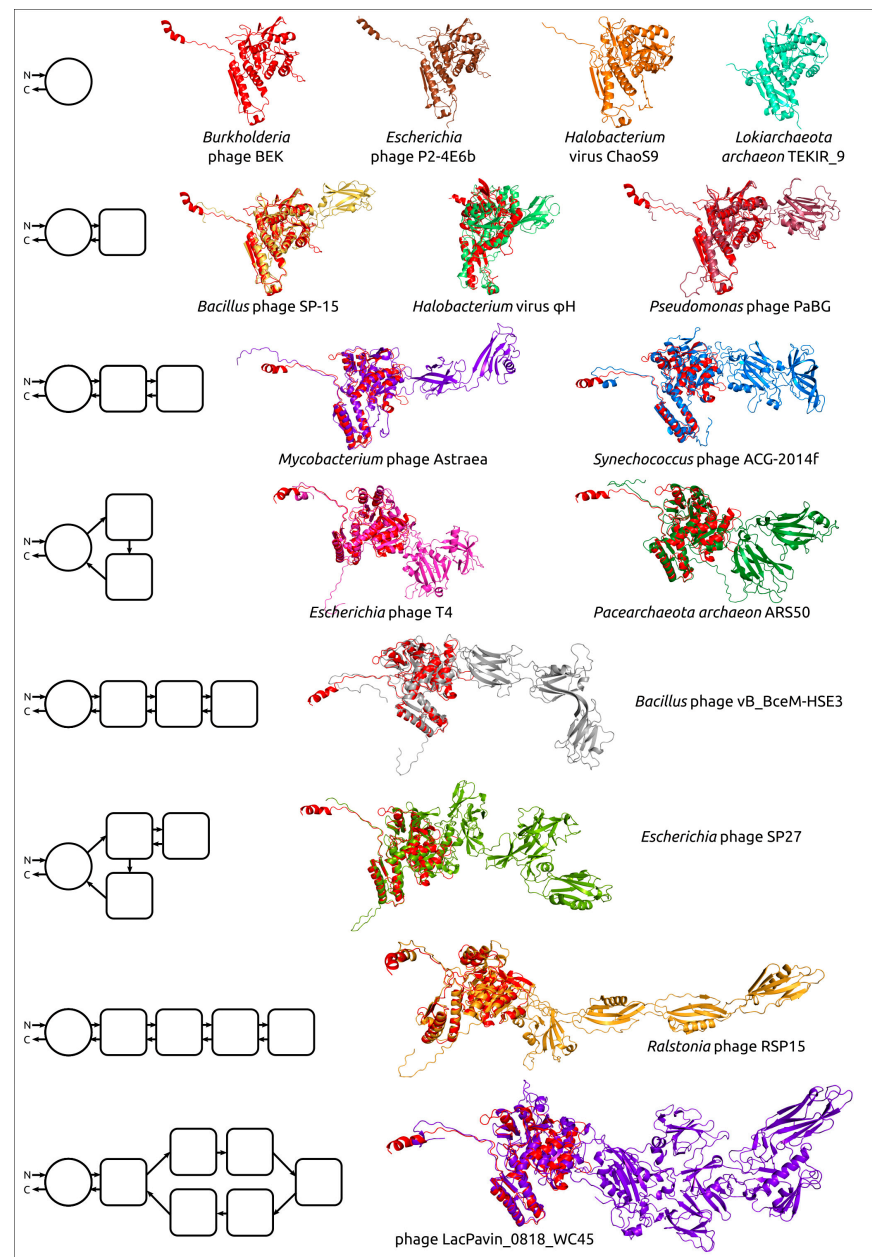 N
C
Burkholderia
phage BEK
Escherichia
phage P2-4E6b
Halobacterium
virus ChaoS9
Lokiarchaeota
archaeon TEKIR_9
N
C
Bacillus phage SP-15
Halobacterium virus φH
Pseudomonas phage PaBG
N
C
Mycobacterium phage Astraea
Synechococcus phage ACG-2014f
N
C
Escherichia phage T4
Pacearchaeota archaeon ARS50
N
C
Bacillus phage vB_BceM-HSE3
N
C
Escherichia phage SP27
N
C
Ralstonia phage RSP15
N
C
phage LacPavin_0818_WC45